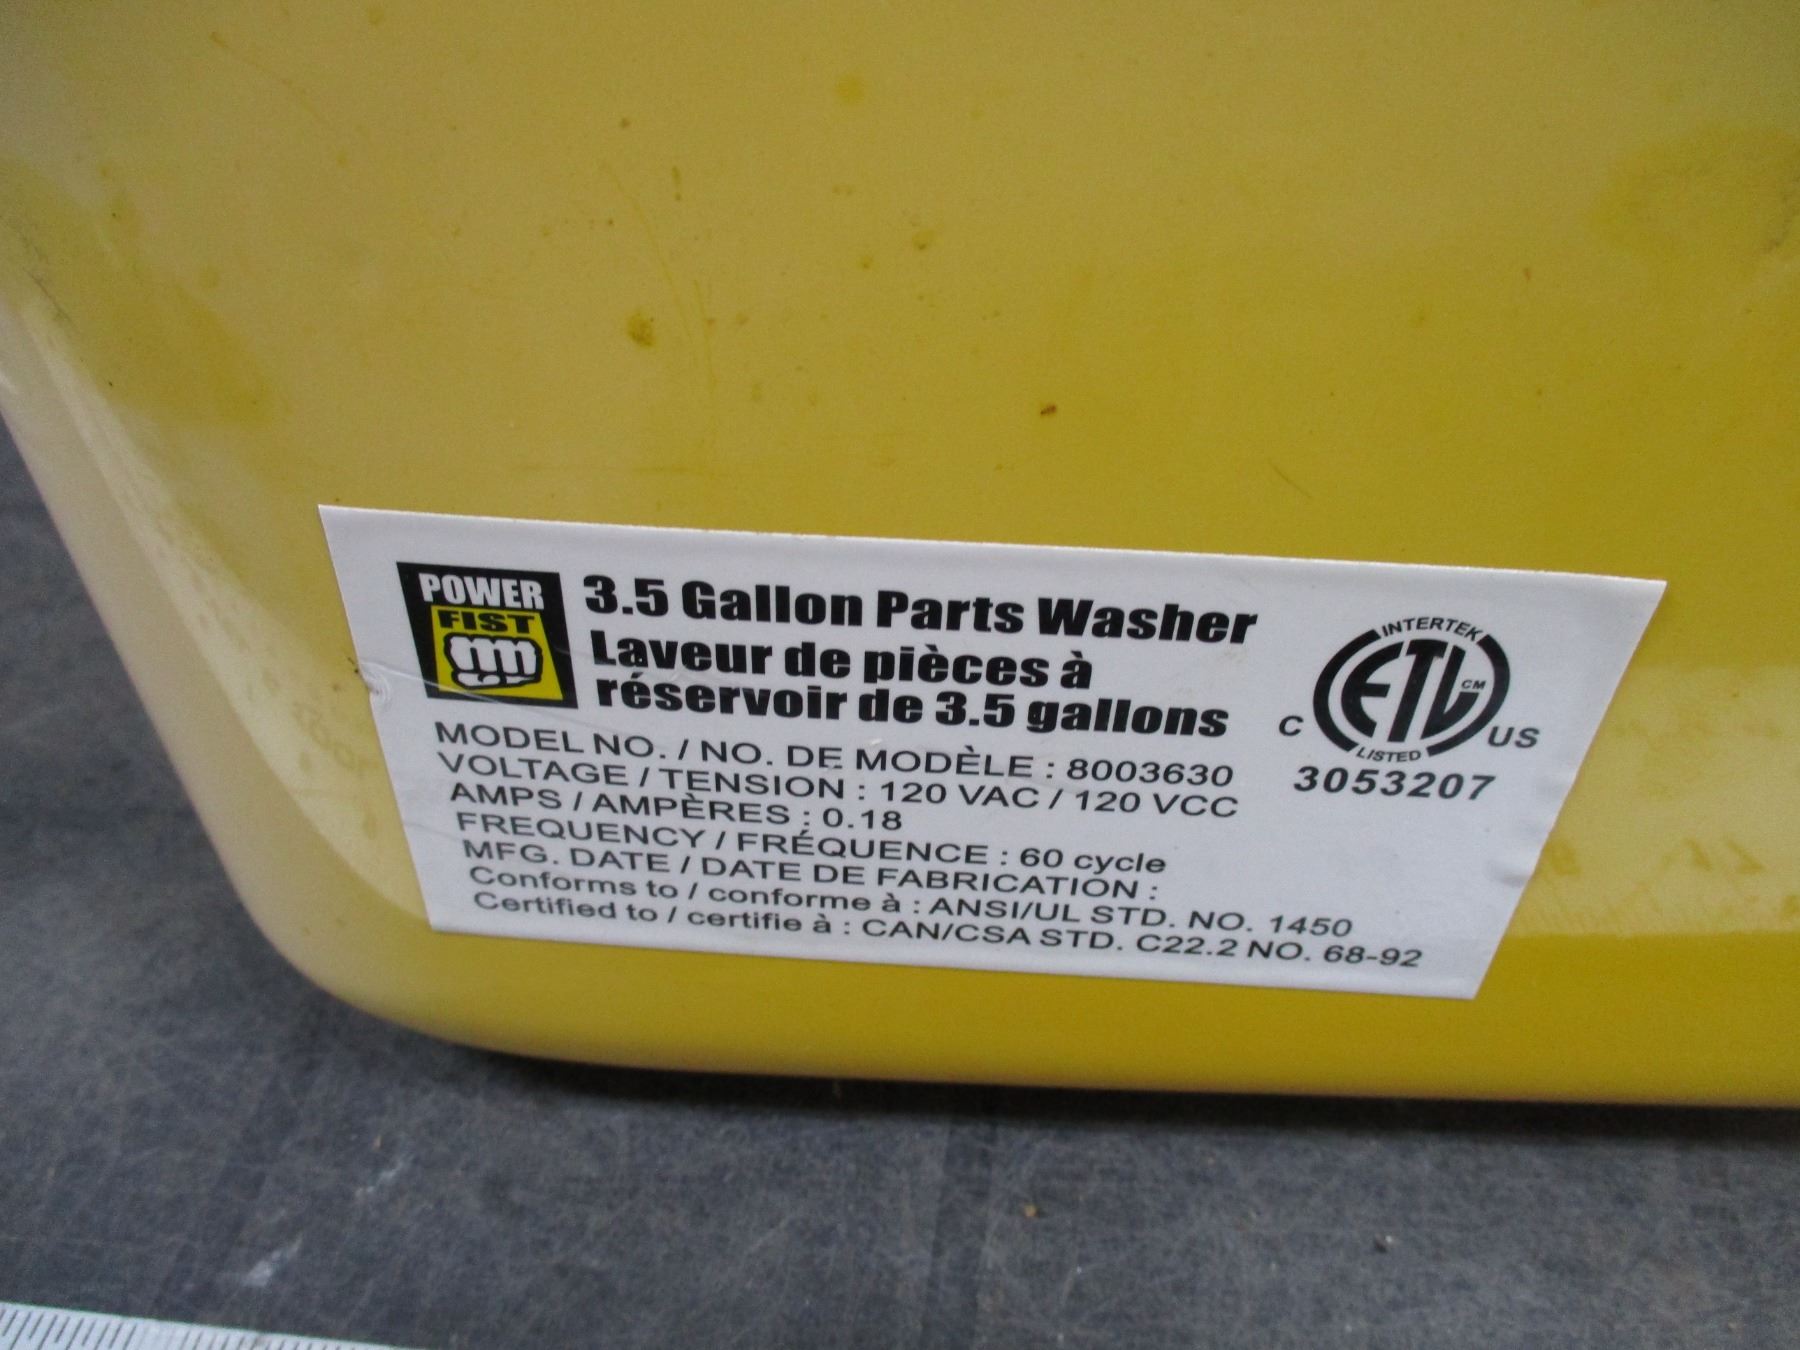 POWER
FIST
3.5 Gallon Parts Washer
Laveur de pièces à
réservoir de 3.5 gallons
INTERTEK
ETL CM
C US
LISTED
3053207
MODEL NO. / NO. DE MODÈLE : 8003630
VOLTAGE / TENSION : 120 VAC / 120 VCC
AMPS / AMPÈRES : 0.18
FREQUENCY / FRÉQUENCE : 60 cycle
MFG. DATE / DATE DE FABRICATION :
Conforms to / conforme à : ANSI/UL STD. NO. 1450
Certified to / certifie à : CAN/CSA STD. C22.2 NO. 68-92